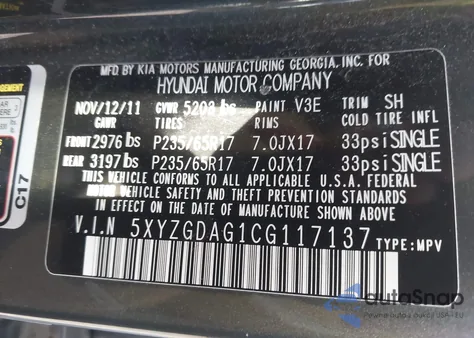 MFD BY KIA MOTORS MANUFACTURING GEORGIA, INC. FOR
HYUNDAI MOTOR COMPANY
NOV/12/11 GVWR 5203 lbs PAINT V3E TRIM SH
GAWR TIRES RIMS COLD TIRE INFL
FRONT 2976 lbs P235/65R17 7.0JX17 33psi SINGLE
REAR 3197 lbs P235/65R17 7.0JX17 33psi SINGLE
THIS VEHICLE CONFORMS TO ALL APPLICABLE U.S.A. FEDERAL
MOTOR VEHICLE SAFETY AND THEFT PREVENTION STANDARDS
IN EFFECT ON THE DATE OF MANUFACTURE SHOWN ABOVE.
V.I.N 5XYZGDAG1CG117137 TYPE:MPV
C17
autaSnap